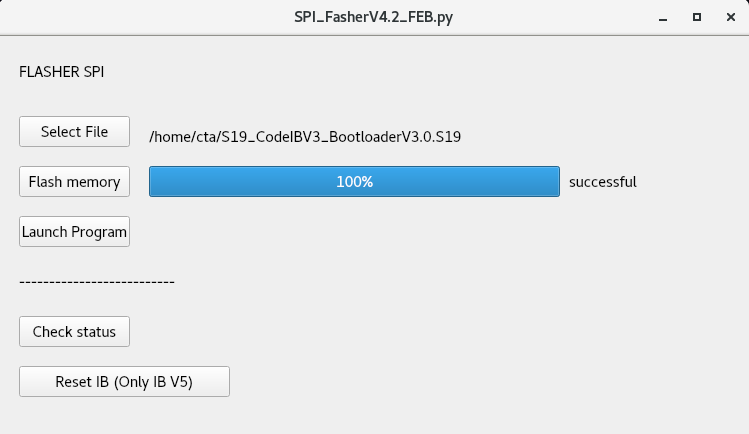 SPI_FasherV4.2_FEB.py
FLASHER SPI
Select File
/home/cta/S19_CodeIBV3_BootloaderV3.0.S19
Flash memory
100%
successful
Launch Program
--------------------------
Check status
Reset IB (Only IB V5)